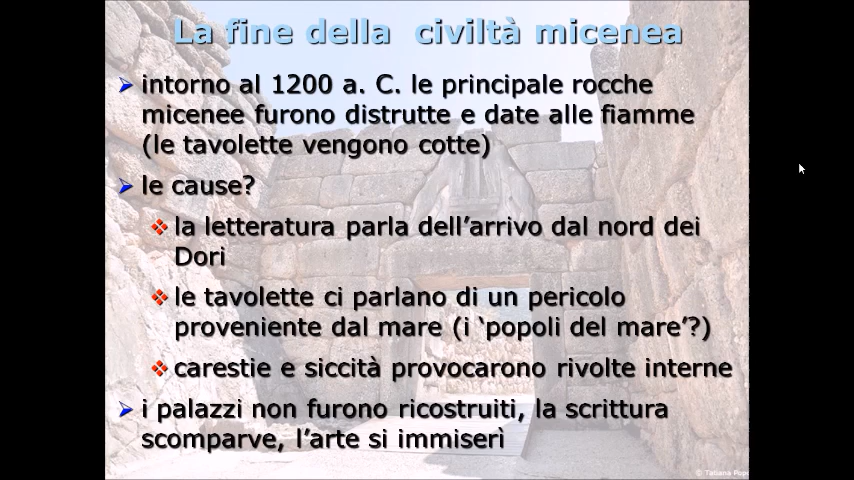 La fine della civiltà micenea
intorno al 1200 a. C. le principale rocche
micenee furono distrutte e date alle fiamme
(le tavolette vengono cotte)
le cause?
la letteratura parla dell'arrivo dal nord dei
Dori
le tavolette ci parlano di un pericolo
proveniente dal mare (i 'popoli del mare'?)
carestie e siccità provocarono rivolte interne
i palazzi non furono ricostruiti, la scrittura
scomparve, l'arte si immiserì
© Tatiana